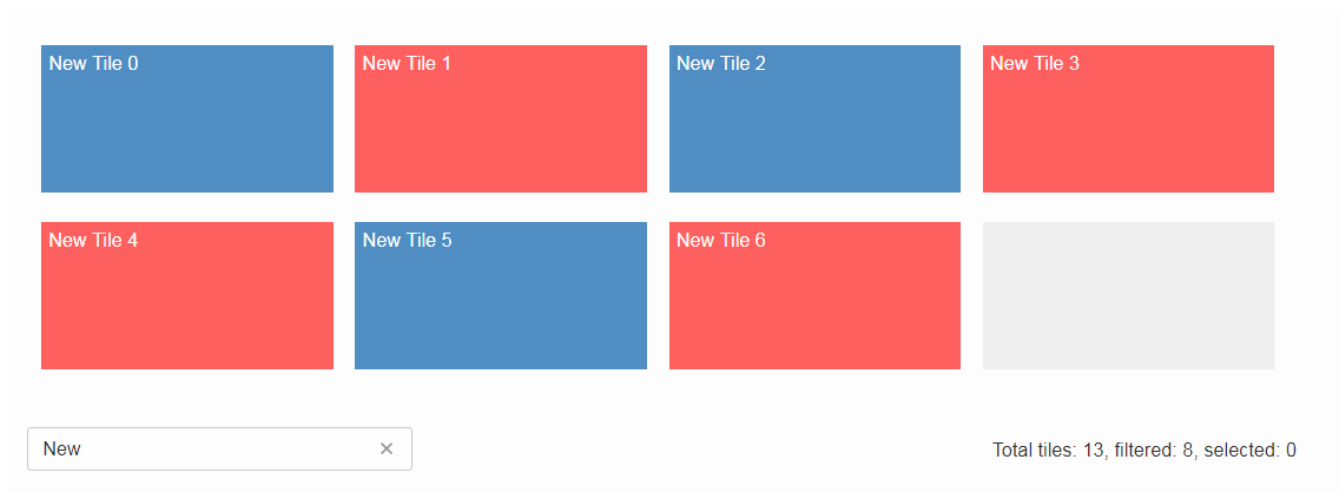 New Tile 0
New Tile 1
New Tile 2
New Tile 3
New Tile 4
New Tile 5
New Tile 6
New
Total tiles: 13, filtered: 8, selected: 0